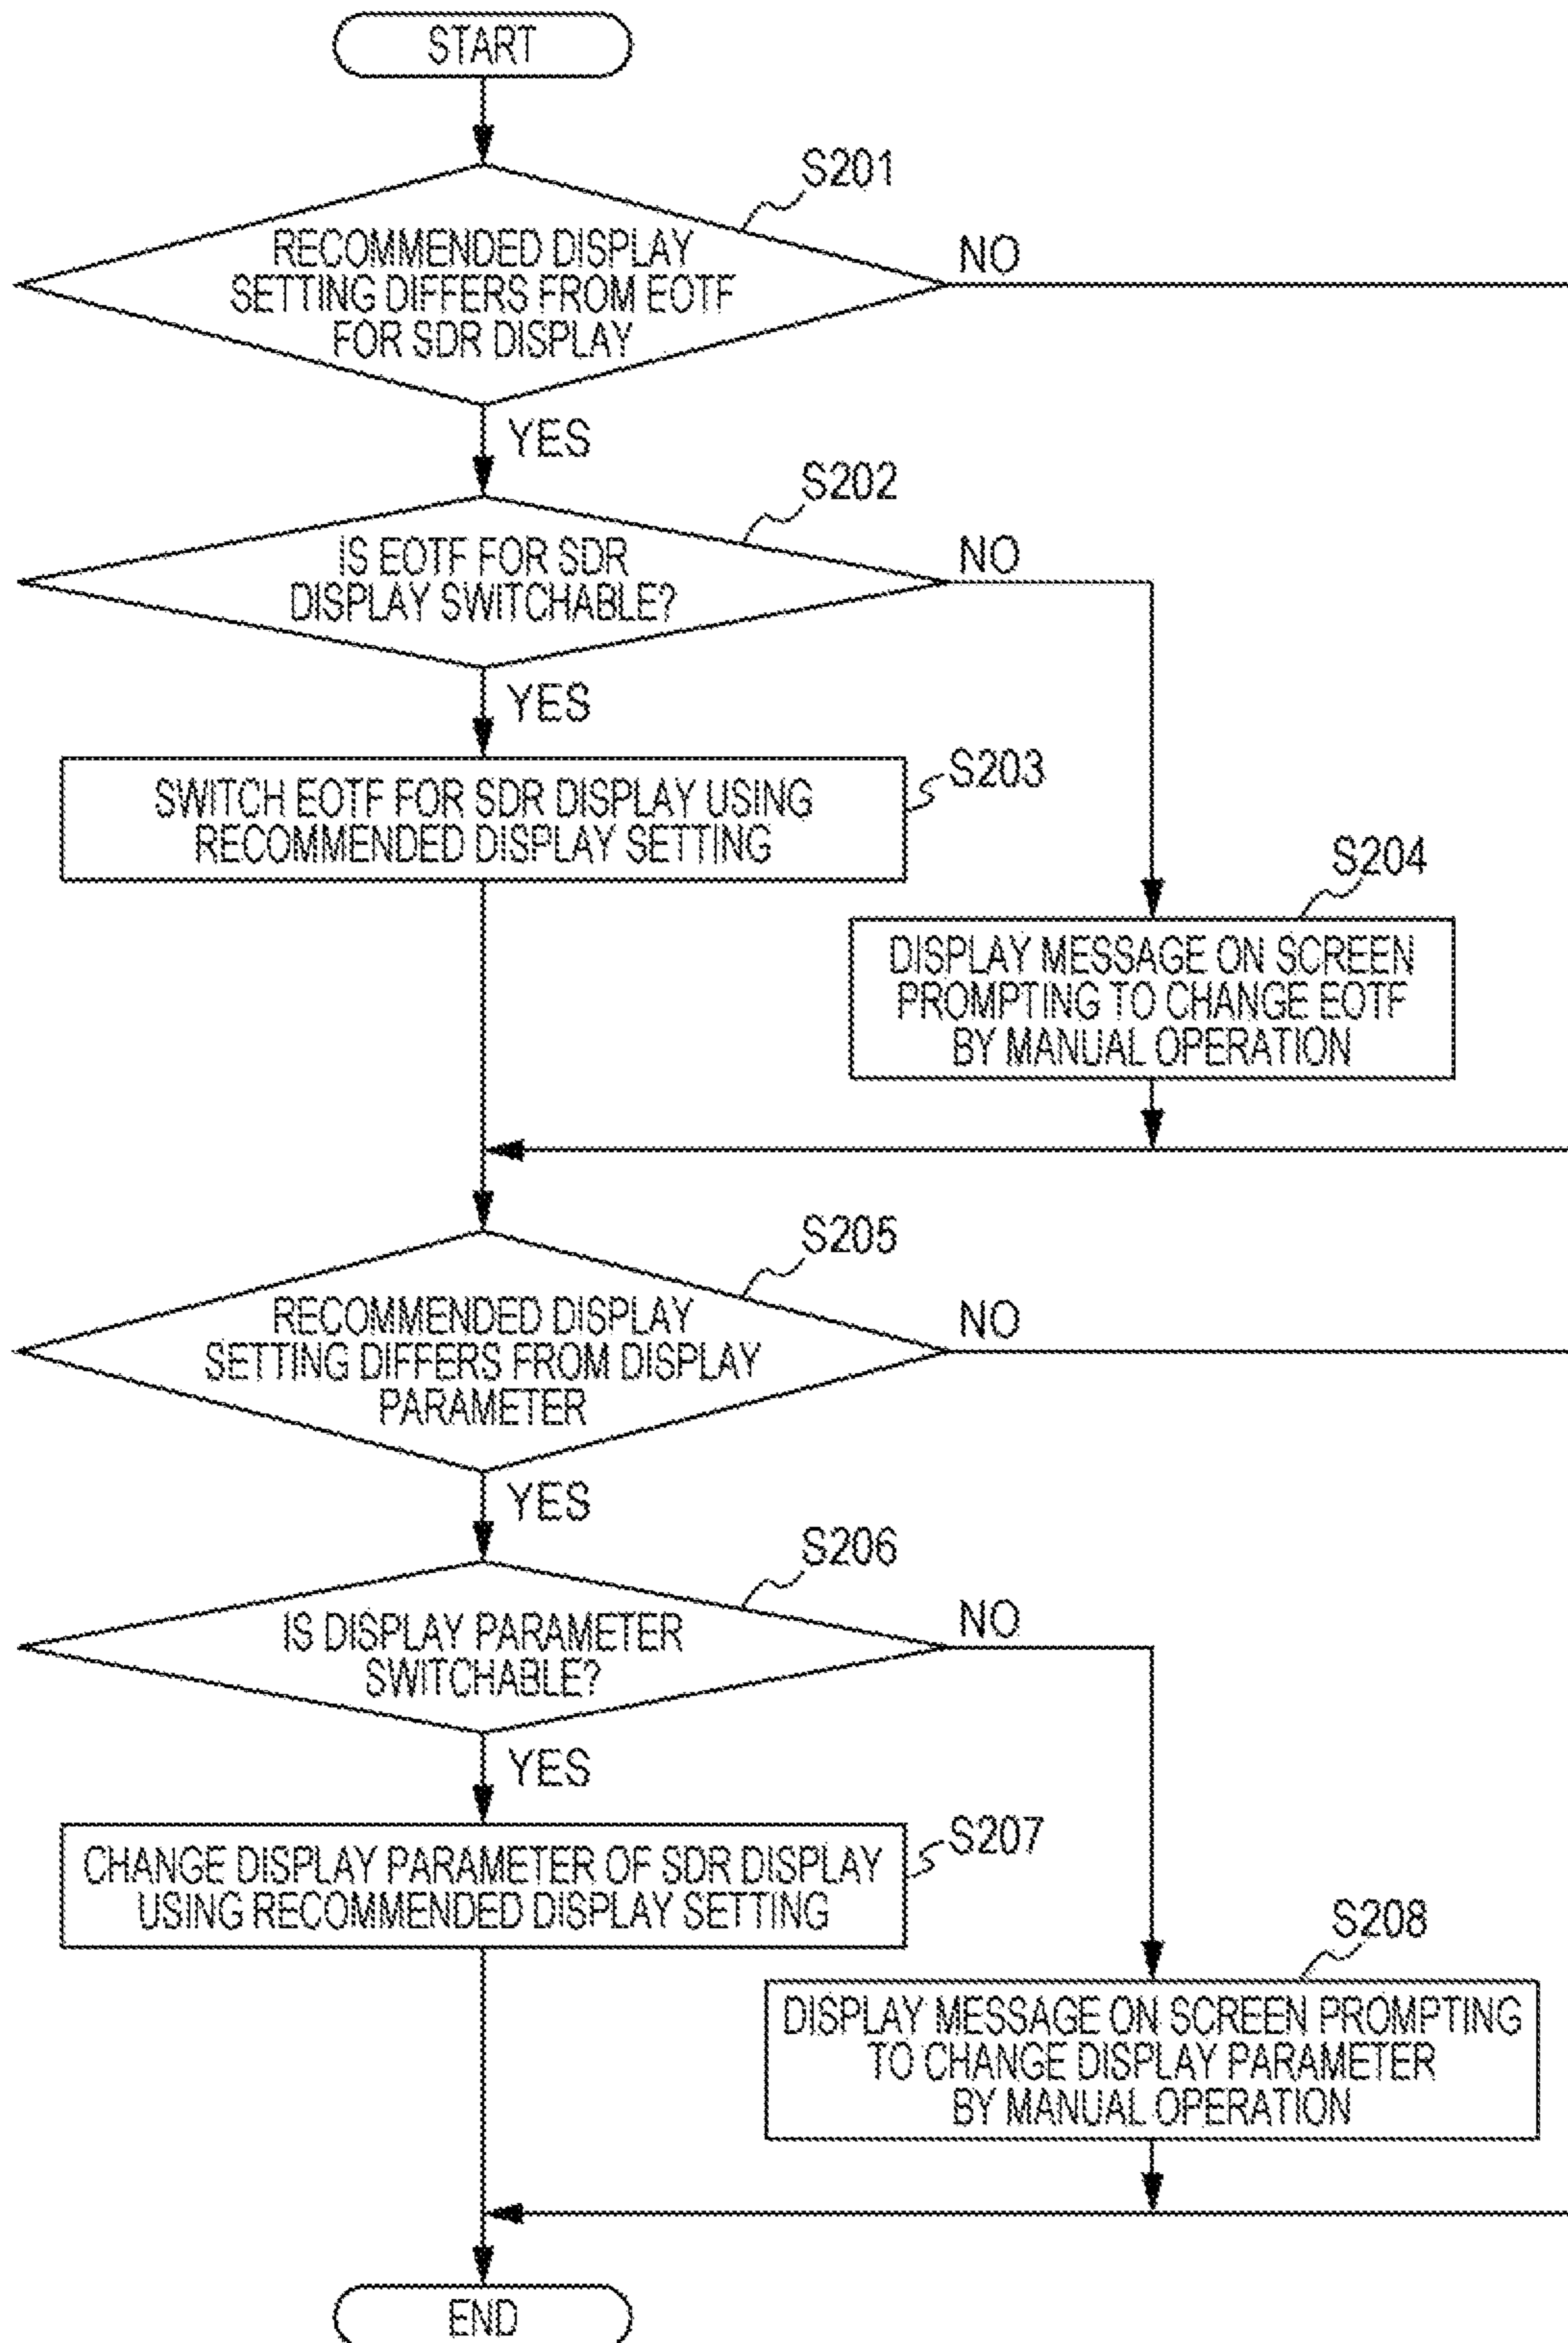 START
S201
RECOMMENDED DISPLAY
SETTING DIFFERS FROM EOTF
FOR SDR DISPLAY
NO
YES
S202
IS EOTF FOR SDR
DISPLAY SWITCHABLE?
NO
YES
S203
SWITCH EOTF FOR SDR DISPLAY USING
RECOMMENDED DISPLAY SETTING
S204
DISPLAY MESSAGE ON SCREEN
PROMPTING TO CHANGE EOTF
BY MANUAL OPERATION
S205
RECOMMENDED DISPLAY
SETTING DIFFERS FROM DISPLAY
PARAMETER
NO
YES
S206
IS DISPLAY PARAMETER
SWITCHABLE?
NO
YES
S207
CHANGE DISPLAY PARAMETER OF SDR DISPLAY
USING RECOMMENDED DISPLAY SETTING
S208
DISPLAY MESSAGE ON SCREEN PROMPTING
TO CHANGE DISPLAY PARAMETER
BY MANUAL OPERATION
END